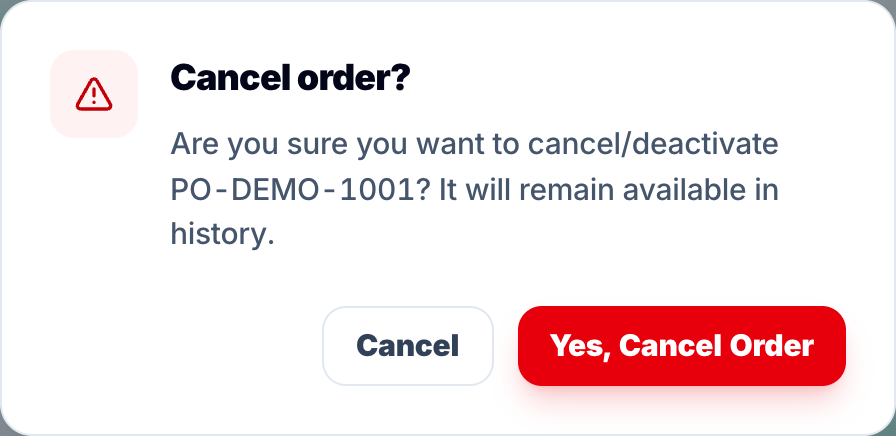 Cancel order?
Are you sure you want to cancel/deactivate
PO-DEMO-1001? It will remain available in
history.
Cancel
Yes, Cancel Order